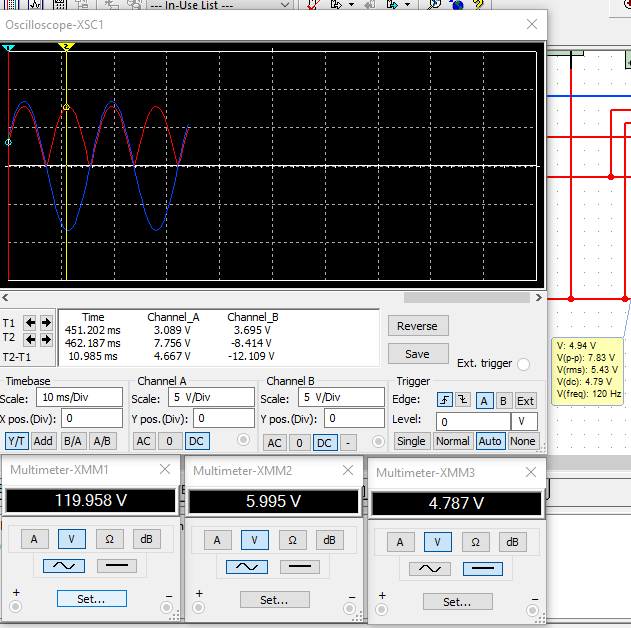 --- In-Use List ---
Oscilloscope-XSC1
1
2
T1
T2
T2-T1
Time Channel_A Channel_B
451.202 ms 3.089 V 3.695 V
462.187 ms 7.756 V -8.414 V
10.985 ms 4.667 V -12.109 V
Reverse
Save
Ext. trigger
Timebase
Scale: 10 ms/Div
X pos.(Div): 0
Y/T Add B/A A/B
Channel A
Scale: 5 V/Div
Y pos.(Div): 0
AC 0 DC
Channel B
Scale: 5 V/Div
Y pos.(Div): 0
AC 0 DC -
Trigger
Edge: A B Ext
Level: 0 V
Single Normal Auto None
V: 4.94 V
V(p-p): 7.83 V
V(rms): 5.43 V
V(dc): 4.79 V
V(freq): 120 Hz
Multimeter-XMM1
119.958 V
A V Ω dB
+ Set... -
Multimeter-XMM2
5.995 V
A V Ω dB
+ Set... -
Multimeter-XMM3
4.787 V
A V Ω dB
+ Set... -